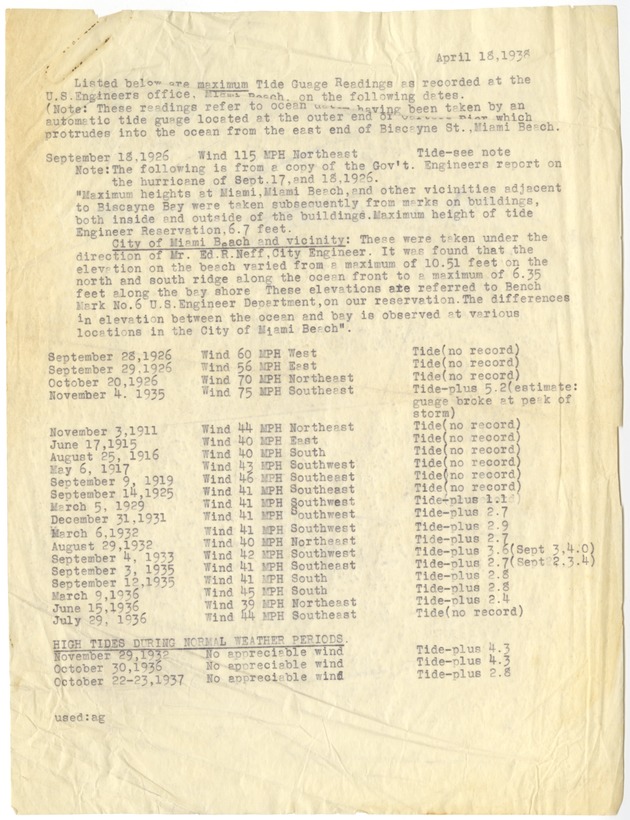 April 18,1938
Listed below are maximum Tide Guage Readings as recorded at the
U.S.Engineers office, Miami Beach, on the following dates.
(Note: These readings refer to ocean having been taken by an
automatic tide guage located at the outer end of Pier which
protrudes into the ocean from the east end of Biscayne St.,Miami Beach.
September 18,1926 Wind 115 MPH Northeast Tide-see note
Note:The following is from a copy of the Gov't. Engineers report on
the hurricane of Sept.17,and 18,1926.
"Maximum heights at Miami,Miami Beach,and other vicinities adjacent
to Biscayne Bay were taken subsequently from marks on buildings,
both inside and outside of the buildings.Maximum height of tide
Engineer Reservation,6.7 feet.
City of Miami Beach and vicinity: These were taken under the
direction of Mr. Ed.R.Neff,City Engineer. It was found that the
elevation on the beach varied from a maximum of 10.51 feet on the
north and south ridge along the ocean front to a maximum of 6.35
feet along the bay shore These elevations are referred to Bench
Mark No.6 U.S.Engineer Department,on our reservation.The differences
in elevation between the ocean and bay is observed at various
locations in the City of Miami Beach".
September 28,1926 Wind 60 MPH West Tide(no record)
September 29.1926 Wind 56 MPH East Tide(no record)
October 20,1926 Wind 70 MPH Northeast Tide(no record)
November 4. 1935 Wind 75 MPH Southeast Tide-plus 5.2(estimate:
guage broke at peak of
storm)
November 3,1911 Wind 44 MPH Northeast Tide(no record)
June 17,1915 Wind 40 MPH East Tide(no record)
August 25, 1916 Wind 40 MPH South Tide(no record)
May 6, 1917 Wind 43 MPH Southwest Tide(no record)
September 9, 1919 Wind 46 MPH Southeast Tide(no record)
September 14,1925 Wind 41 MPH Southeast Tide(no record)
March 5, 1929 Wind 41 MPH Southwest Tide-plus
December 31,1931 Wind 41 MPH Southwest Tide-plus 2.7
March 6,1932 Wind 41 MPH Southwest Tide-plus 2.9
August 29,1932 Wind 40 MPH Northeast Tide-plus 2.7
September 4, 1933 Wind 42 MPH Southwest Tide-plus 3.6(Sept 3,4.0)
September 3, 1935 Wind 41 MPH Southeast Tide-plus 2.7(Sept 2,3.4)
September 12,1935 Wind 41 MPH South Tide-plus 2.8
March 9,1936 Wind 45 MPH South Tide-plus 2.8
June 15,1936 Wind 39 MPH Northeast Tide-plus 2.4
July 29, 1936 Wind 44 MPH Southeast Tide(no record)
HIGH TIDES DURING NORMAL WEATHER PERIODS.
November 29,1932 No appreciable wind Tide-plus 4.3
October 30,1936 No appreciable wind Tide-plus 4.3
October 22-23,1937 No appreciable wind Tide-plus 2.8
used:ag